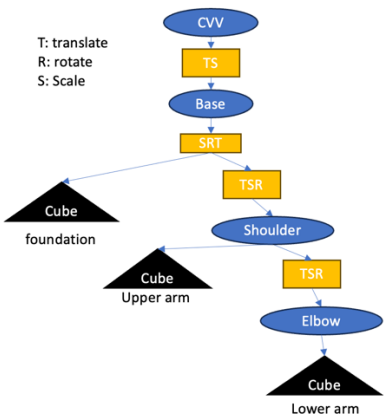 CVV
T: translate
R: rotate
S: Scale
TS
Base
SRT
TSR
Cube
foundation
Shoulder
Cube
Upper arm
TSR
Elbow
Cube
Lower arm